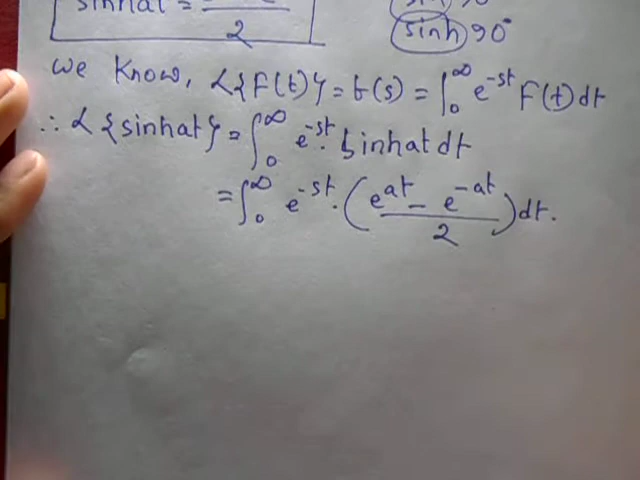 sinhat = 2
sinh 90°
We Know, L{F(t)} = f(s) = ∫₀^∞ e^-st F(t)dt
∴ L{sinhat} = ∫₀^∞ e^-st. Sinhat dt
= ∫₀^∞ e^-st. (e^at - e^-at / 2) dt.